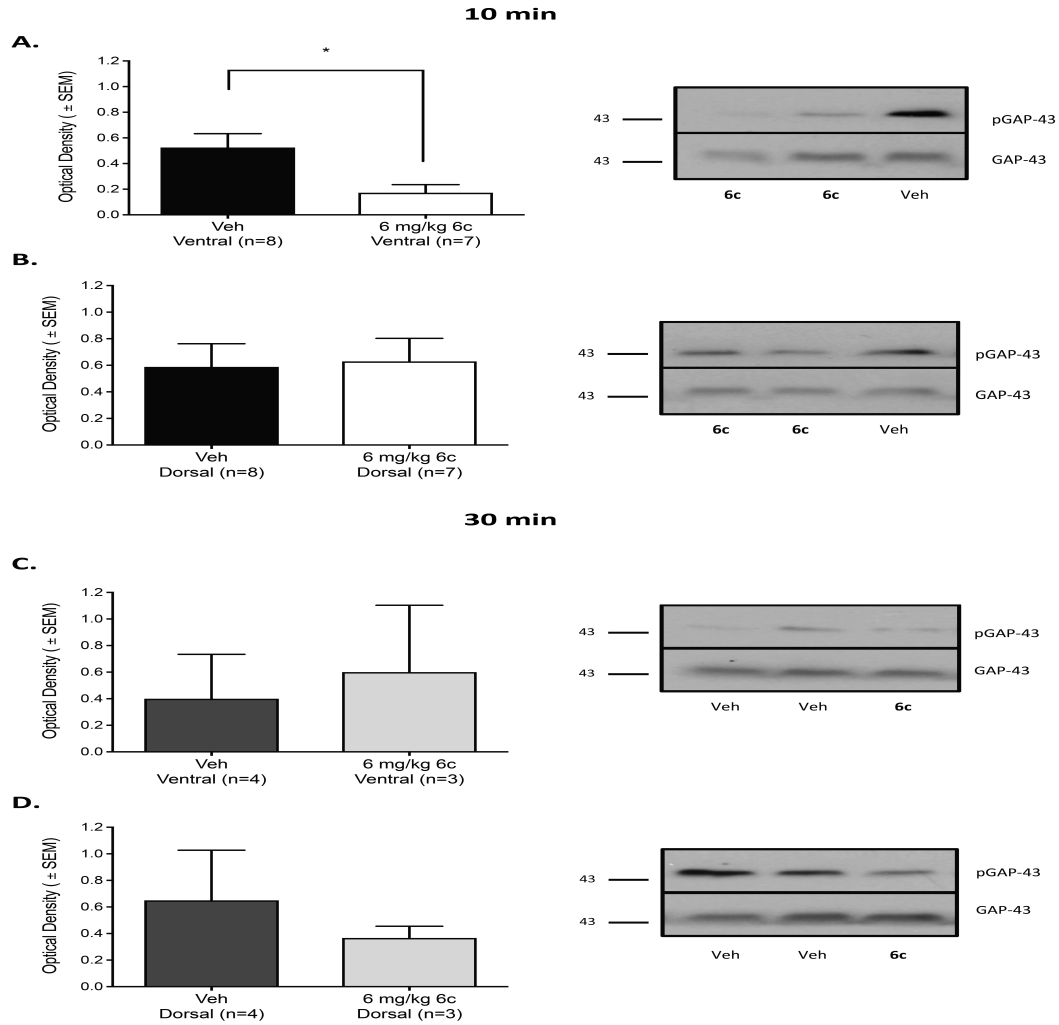 10 min
A.
*
Optical Density ( ± SEM)
1.2
1.0
0.8
0.6
0.4
0.2
0.0
Veh
Ventral (n=8)
6 mg/kg 6c
Ventral (n=7)
43
pGAP-43
43
GAP-43
6c 6c Veh
B.
Optical Density ( ± SEM)
1.2
1.0
0.8
0.6
0.4
0.2
0.0
Veh
Dorsal (n=8)
6 mg/kg 6c
Dorsal (n=7)
43
pGAP-43
43
GAP-43
6c 6c Veh
30 min
C.
Optical Density ( ± SEM)
1.2
1.0
0.8
0.6
0.4
0.2
0.0
Veh
Ventral (n=4)
6 mg/kg 6c
Ventral (n=3)
43
pGAP-43
43
GAP-43
Veh Veh 6c
D.
Optical Density ( ± SEM)
1.2
1.0
0.8
0.6
0.4
0.2
0.0
Veh
Dorsal (n=4)
6 mg/kg 6c
Dorsal (n=3)
43
pGAP-43
43
GAP-43
Veh Veh 6c